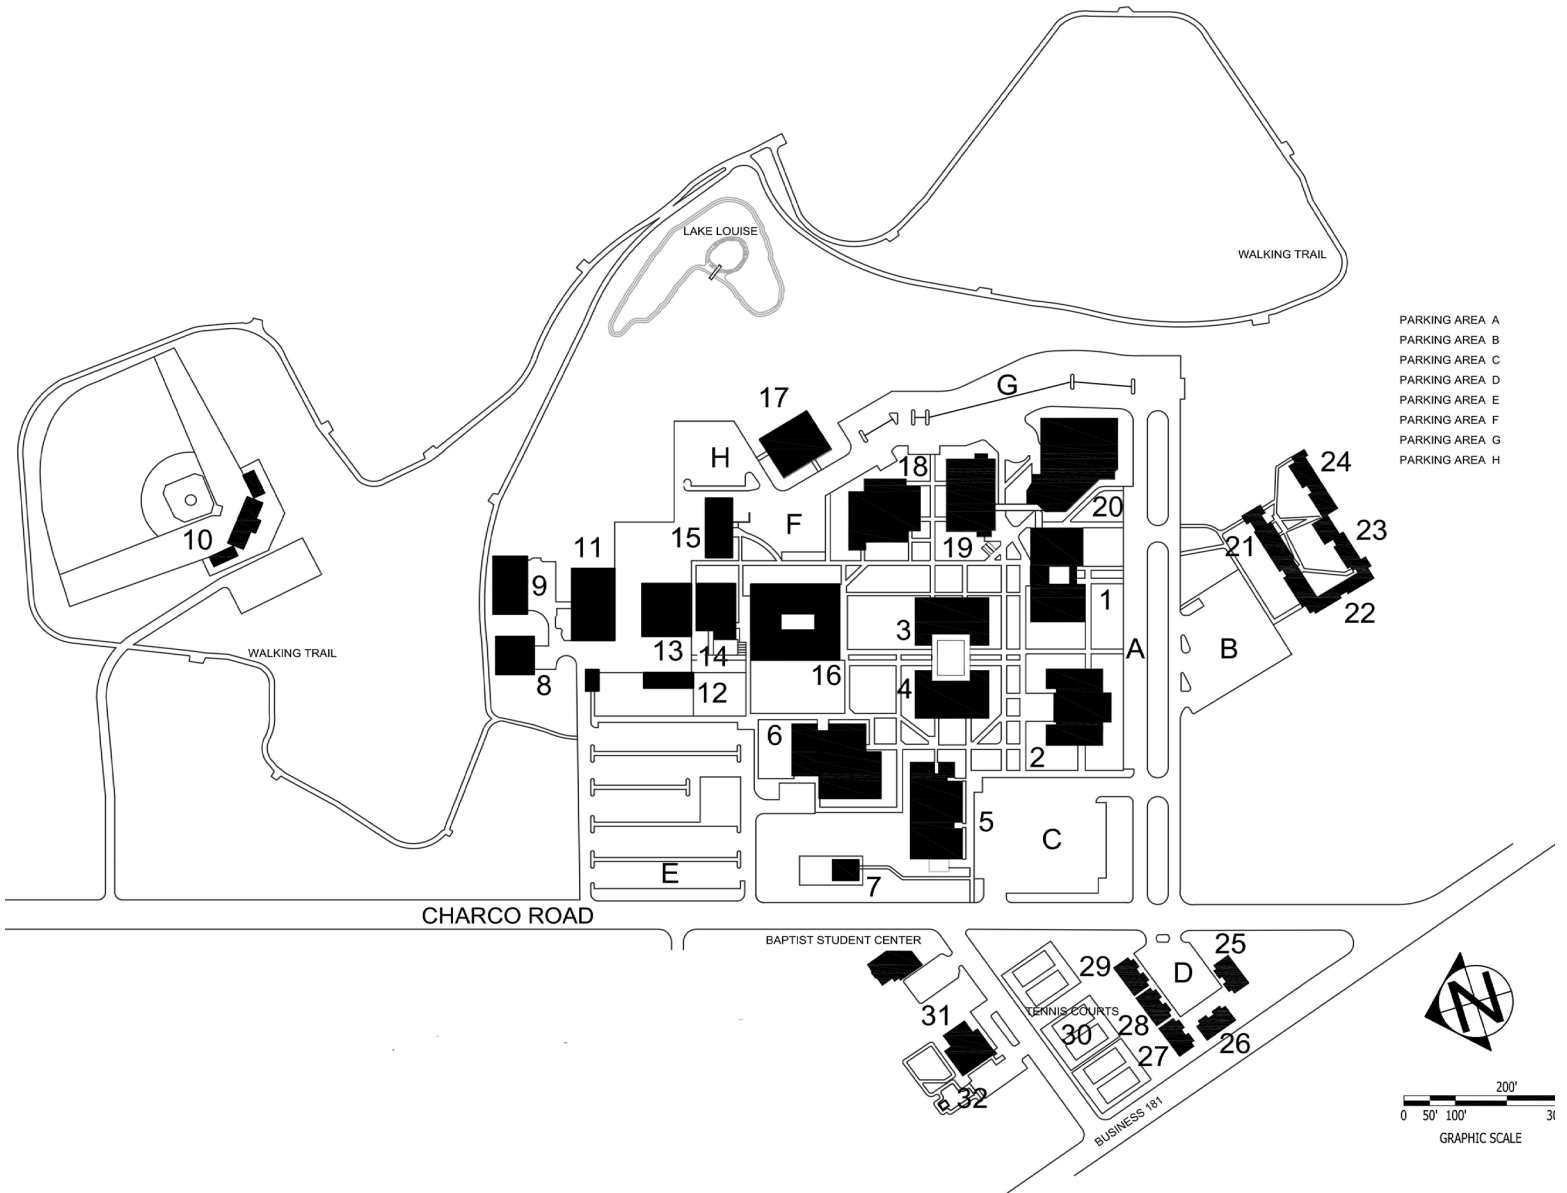 LAKE LOUISE
WALKING TRAIL
PARKING AREA A
PARKING AREA B
PARKING AREA C
PARKING AREA D
PARKING AREA E
PARKING AREA F
PARKING AREA G
PARKING AREA H
G
17
H
18
24
F
20
10
15
11
19
21
23
9
1
22
3
A
B
WALKING TRAIL
13
14
16
8
4
12
6
2
5
C
E
7
CHARCO ROAD
BAPTIST STUDENT CENTER
25
29
D
31
TENNIS COURTS
30
28
27
26
32
BUSINESS 181
N
200'
0 50' 100' 30
GRAPHIC SCALE